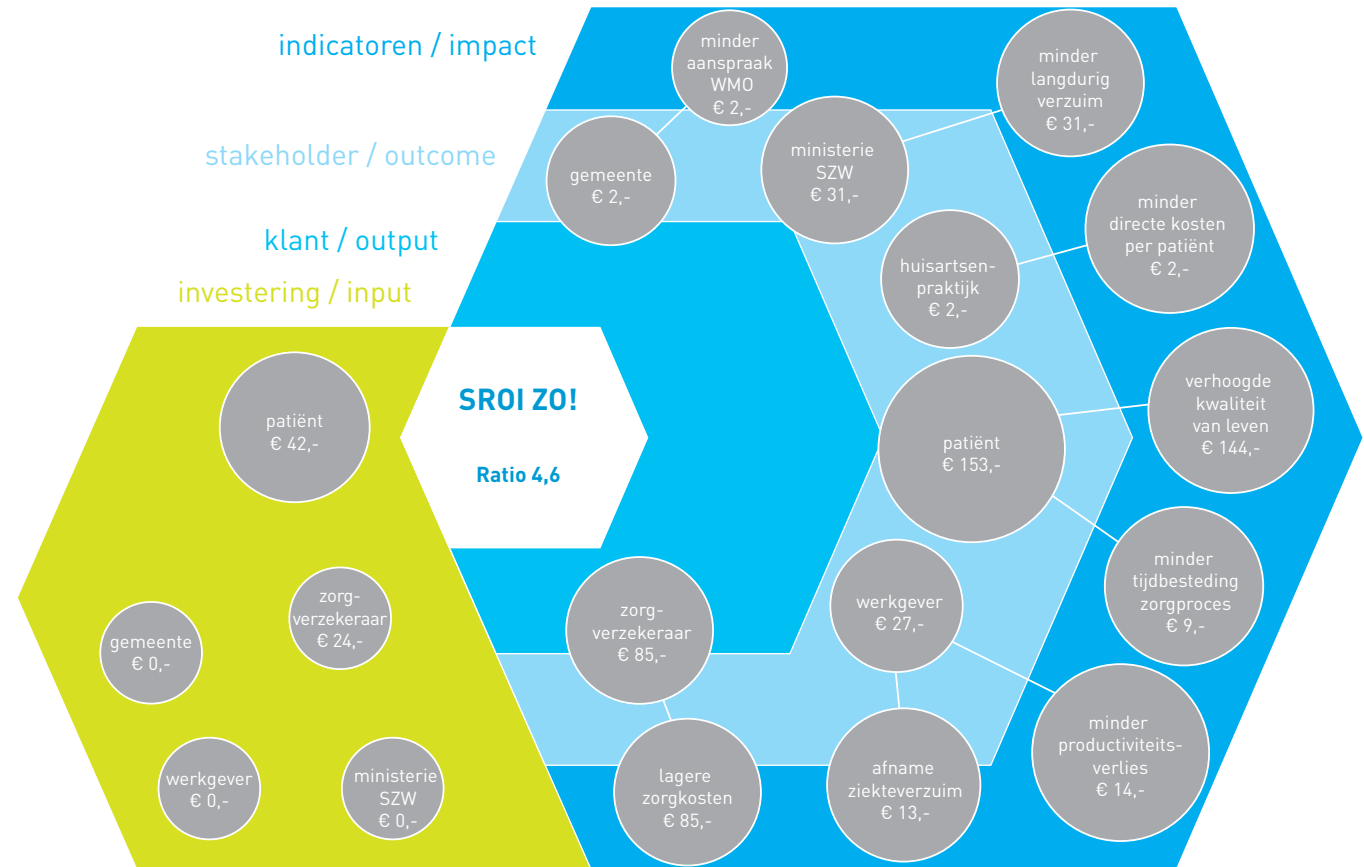 indicatoren / impact
stakeholder / outcome
klant / output
investering / input
SROI ZO!
Ratio 4,6
patiënt
€ 42,-
zorg-
verzekeraar
€ 24,-
gemeente
€ 0,-
werkgever
€ 0,-
ministerie
SZW
€ 0,-
minder
aanspraak
WMO
€ 2,-
gemeente
€ 2,-
ministerie
SZW
€ 31,-
minder
langdurig
verzuim
€ 31,-
huisartsen-
praktijk
€ 2,-
minder
directe kosten
per patiënt
€ 2,-
patiënt
€ 153,-
verhoogde
kwaliteit
van leven
€ 144,-
minder
tijdbesteding
zorgproces
€ 9,-
werkgever
€ 27,-
minder
productiviteits-
verlies
€ 14,-
afname
ziekteverzuim
€ 13,-
zorg-
verzekeraar
€ 85,-
lagere
zorgkosten
€ 85,-